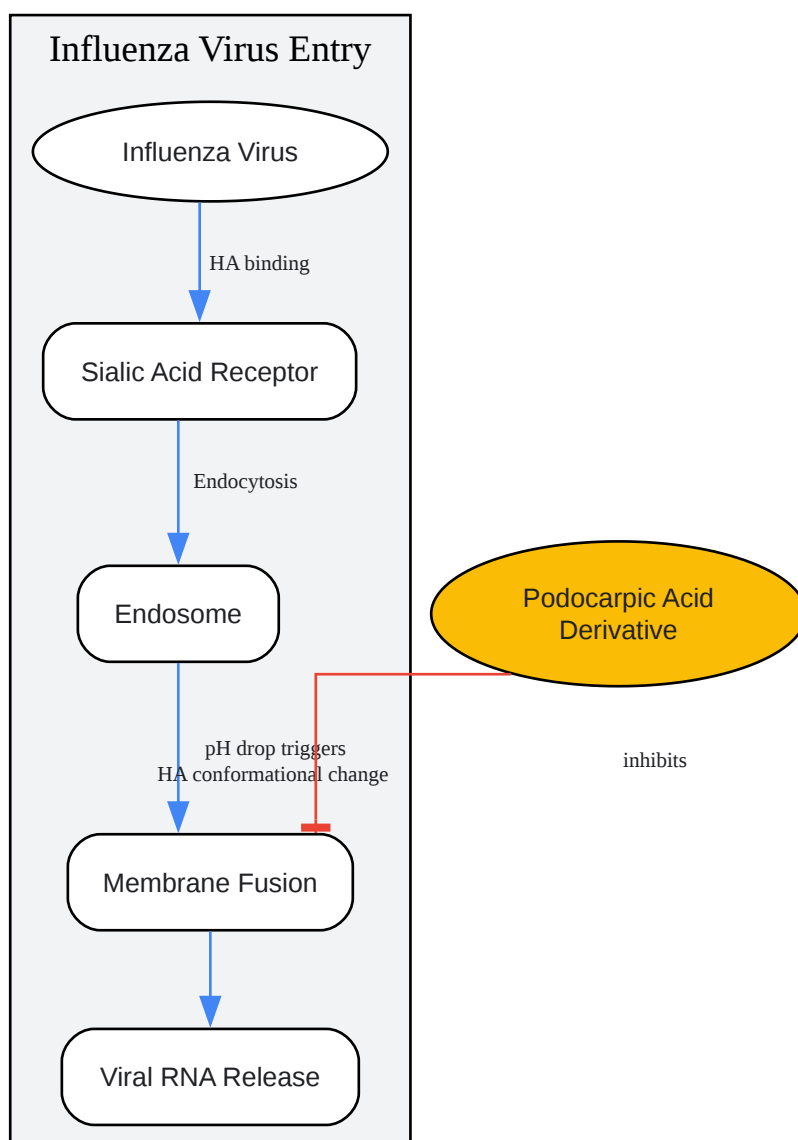 Influenza Virus Entry
Influenza Virus
HA binding
Sialic Acid Receptor
Endocytosis
Endosome
Podocarpic Acid
Derivative
pH drop triggers
HA conformational change
inhibits
Membrane Fusion
Viral RNA Release